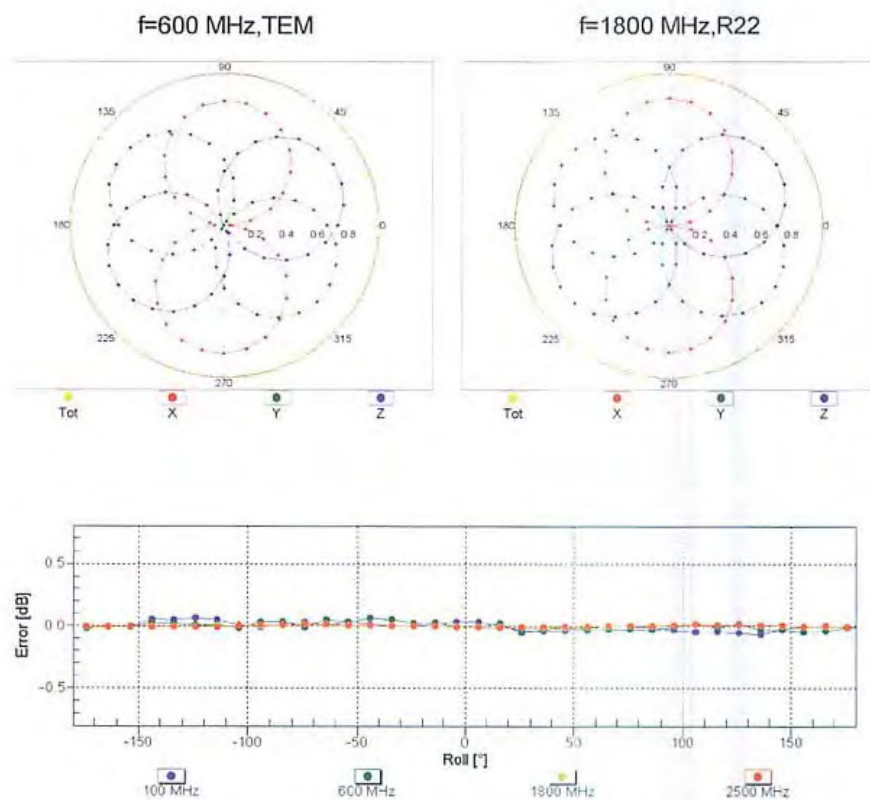 f=600 MHz,TEM
f=1800 MHz,R22
90
135
45
180
0.2 0.4 0.6 0.8
0
225
315
270
Tot X Y Z
90
135
45
180
0.2 0.4 0.6 0.8
0
225
315
270
Tot X Y Z
Error [dB]
0.5
0.0
-0.5
-150 -100 -50 0 50 100 150
Roll [°]
100 MHz 600 MHz 1800 MHz 2500 MHz